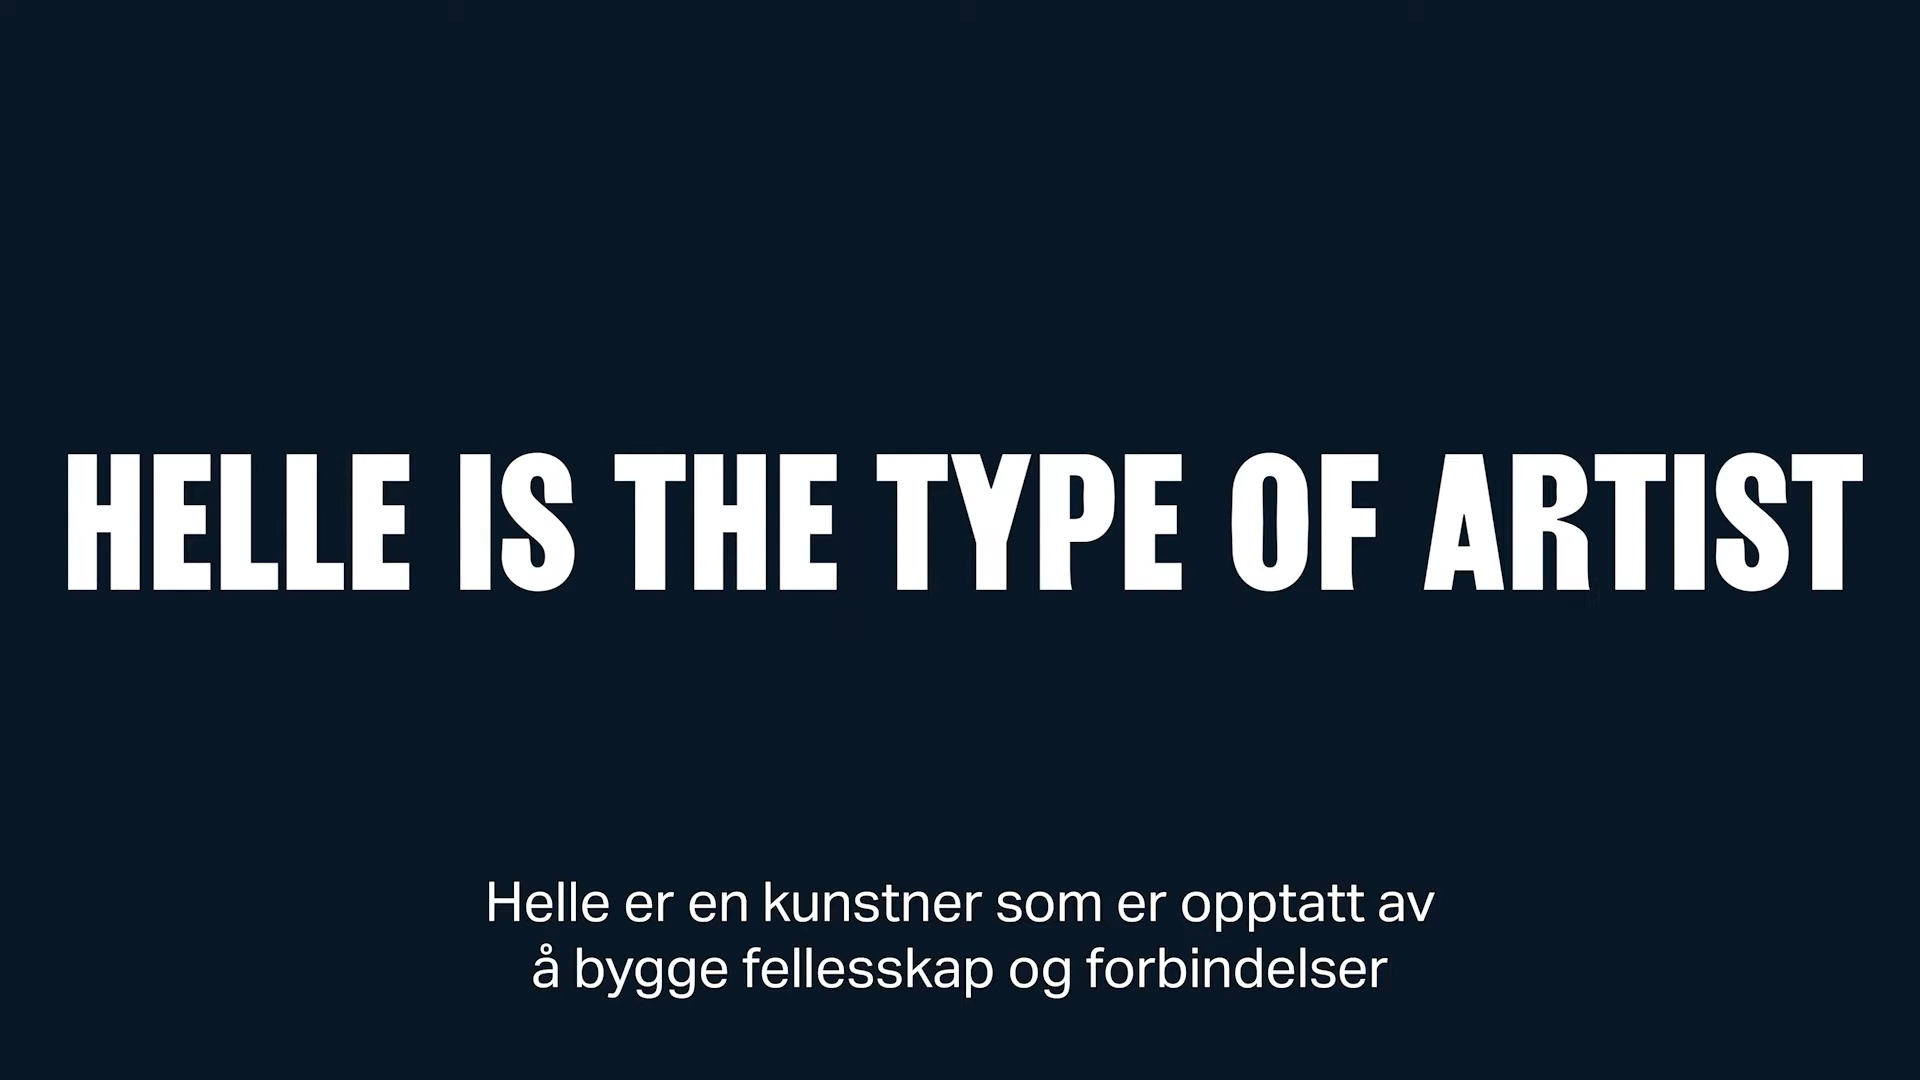 HELLE IS THE TYPE OF ARTIST
Helle er en kunstner som er opptatt av
å bygge fellesskap og forbindelser